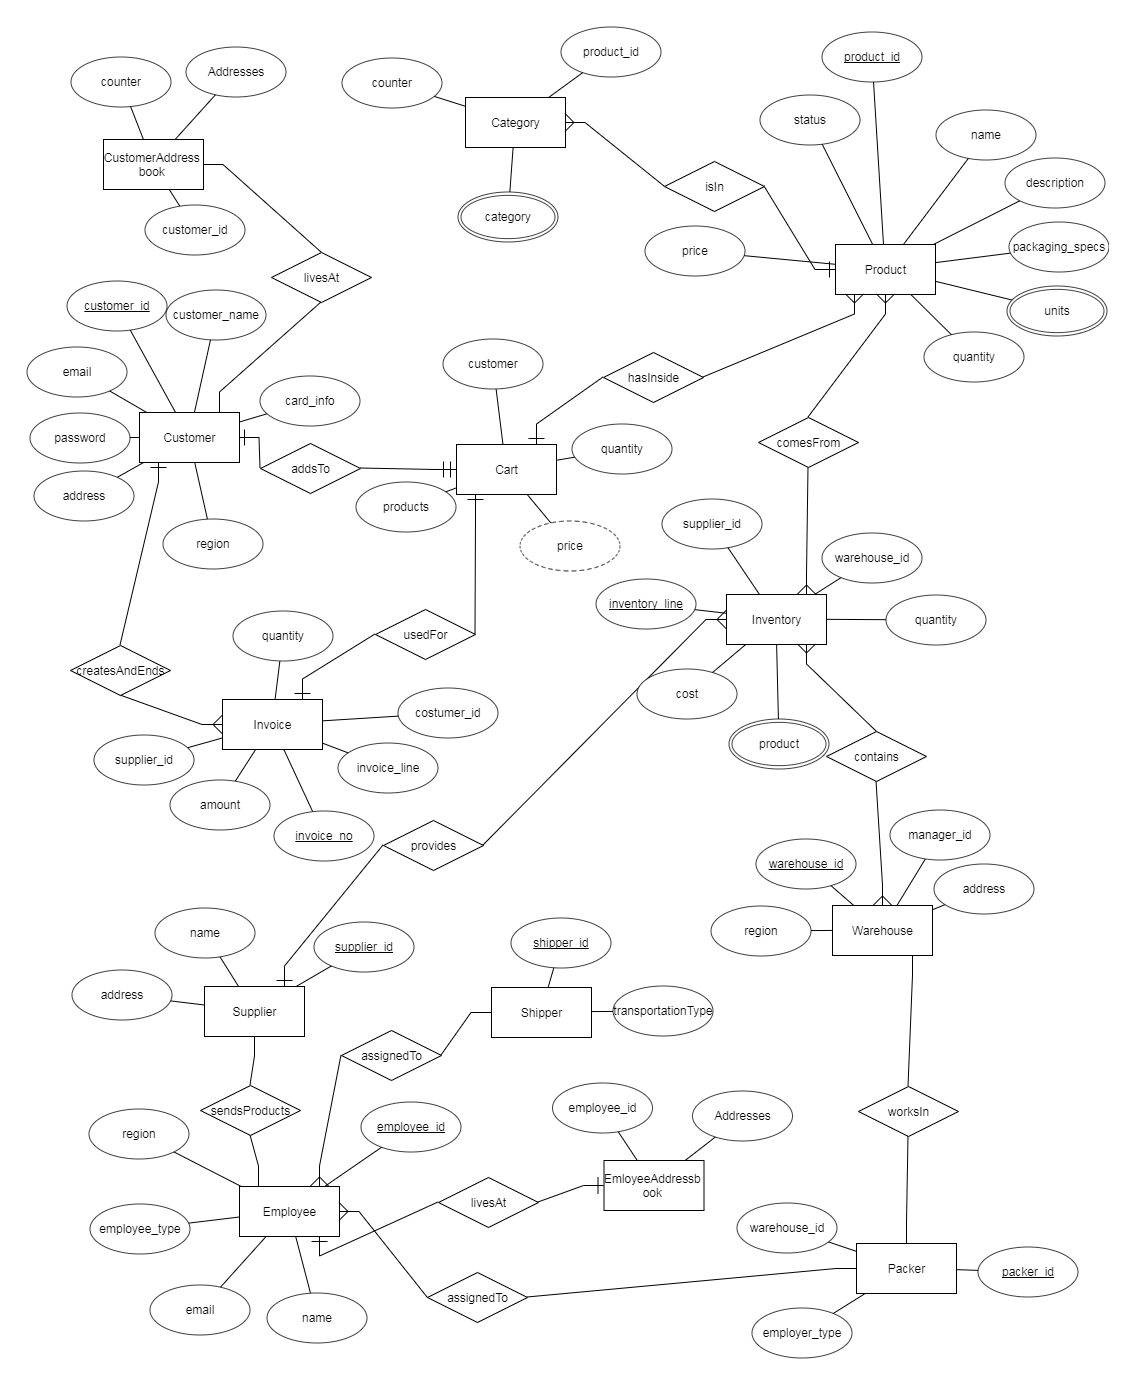 product_id
product_id
Addresses
counter
counter
status
Category
name
CustomerAddress
book
description
isIn
category
customer_id
packaging_specs
price
Product
livesAt
customer_id
units
customer_name
quantity
customer
email
hasInside
card_info
password
Customer
comesFrom
quantity
addsTo
Cart
address
products
supplier_id
region
price
warehouse_id
inventory_line
Inventory
quantity
quantity
usedFor
createsAndEnds
cost
costumer_id
Invoice
product
supplier_id
contains
invoice_line
amount
invoice_no
manager_id
provides
warehouse_id
address
name
region
Warehouse
supplier_id
shipper_id
address
Supplier
Shipper
transportationType
assignedTo
sendsProducts
employee_id
worksIn
Addresses
employee_id
region
EmloyeeAddressb
ook
livesAt
Employee
employee_type
warehouse_id
Packer
packer_id
assignedTo
email
name
employer_type